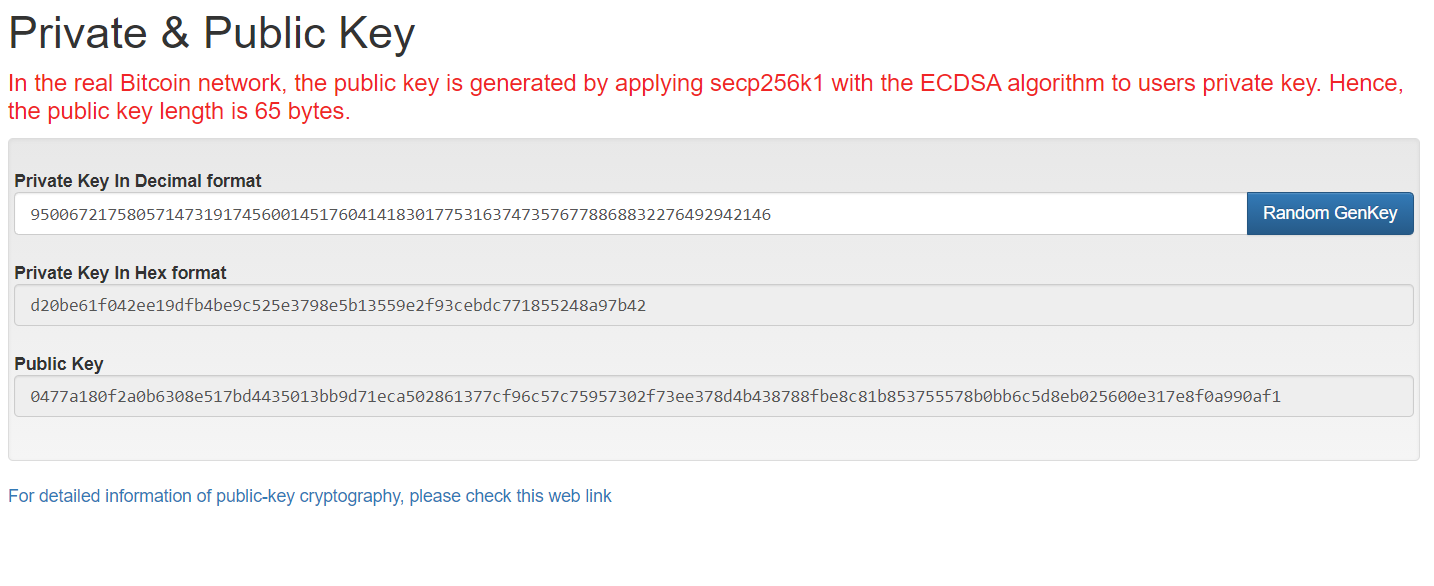 Private & Public Key
In the real Bitcoin network, the public key is generated by applying secp256k1 with the ECDSA algorithm to users private key. Hence,
the public key length is 65 bytes.
Private Key In Decimal format
95006721758057147319174560014517604141830177531637473576778868832276492942146
Random GenKey
Private Key In Hex format
d20be61f042ee19dfb4be9c525e3798e5b13559e2f93cebdc771855248a97b42
Public Key
0477a180f2a0b6308e517bd4435013bb9d71eca502861377cf96c57c75957302f73ee378d4b438788fbe8c81b853755578b0bb6c5d8eb025600e317e8f0a990af1
For detailed information of public-key cryptography, please check this web link